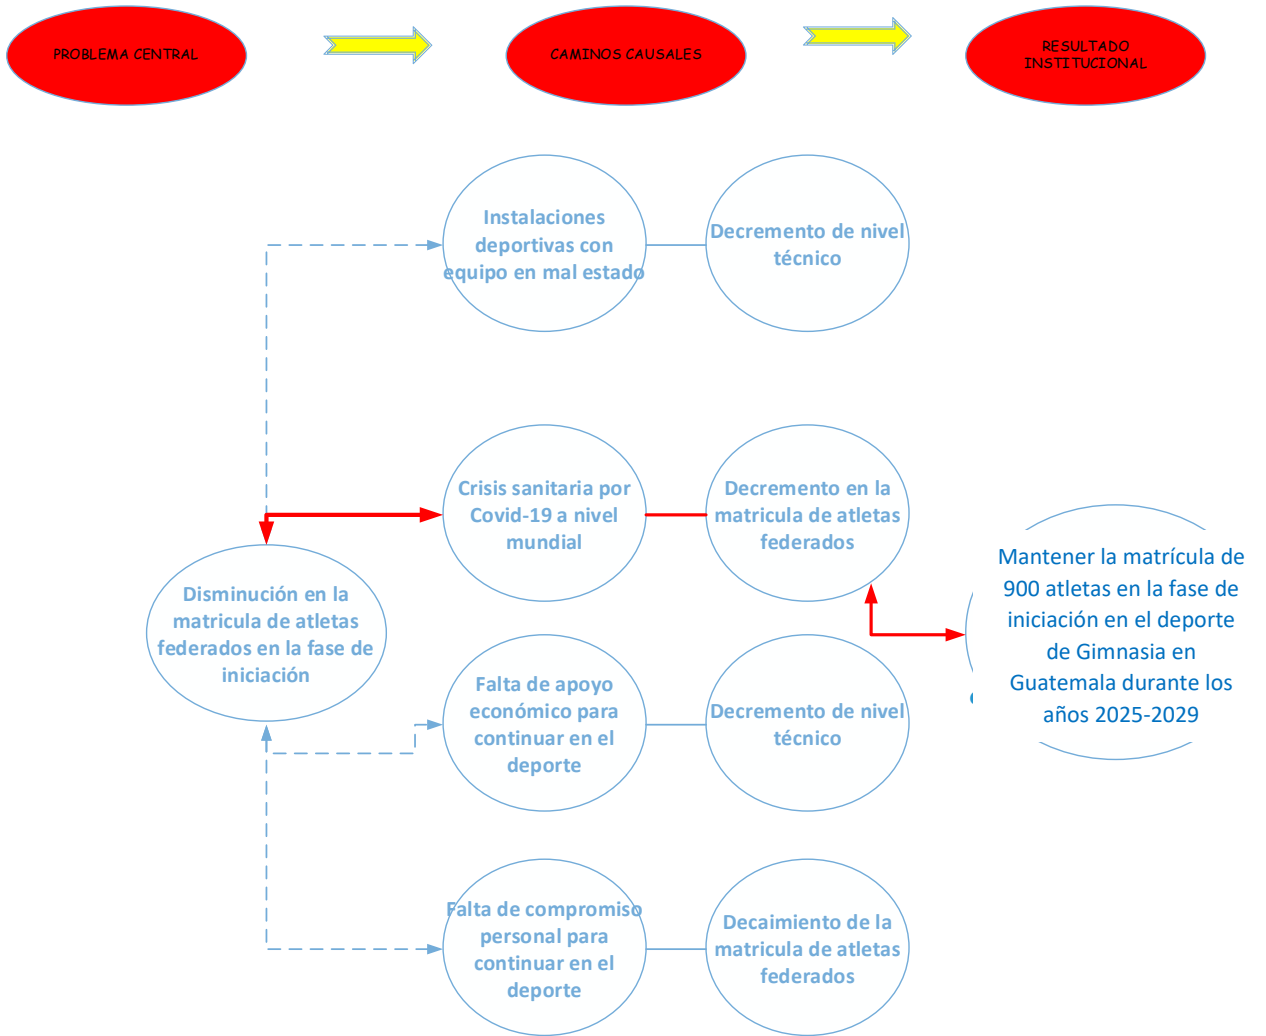 PROBLEMA CENTRAL
CAMINOS CAUSALES
RESULTADO
INSTITUCIONAL
Instalaciones
deportivas con
equipo en mal estado
Decremento de nivel
técnico
Crisis sanitaria por
Covid-19 a nivel
mundial
Decremento en la
matricula de atletas
federados
Disminución en la
matricula de atletas
federados en la fase de
iniciación
Mantener la matrícula de
900 atletas en la fase de
iniciación en el deporte
de Gimnasia en
Guatemala durante los
años 2025-2029
Falta de apoyo
económico para
continuar en el
deporte
Decremento de nivel
técnico
Falta de compromiso
personal para
continuar en el
deporte
Decaimiento de la
matricula de atletas
federados